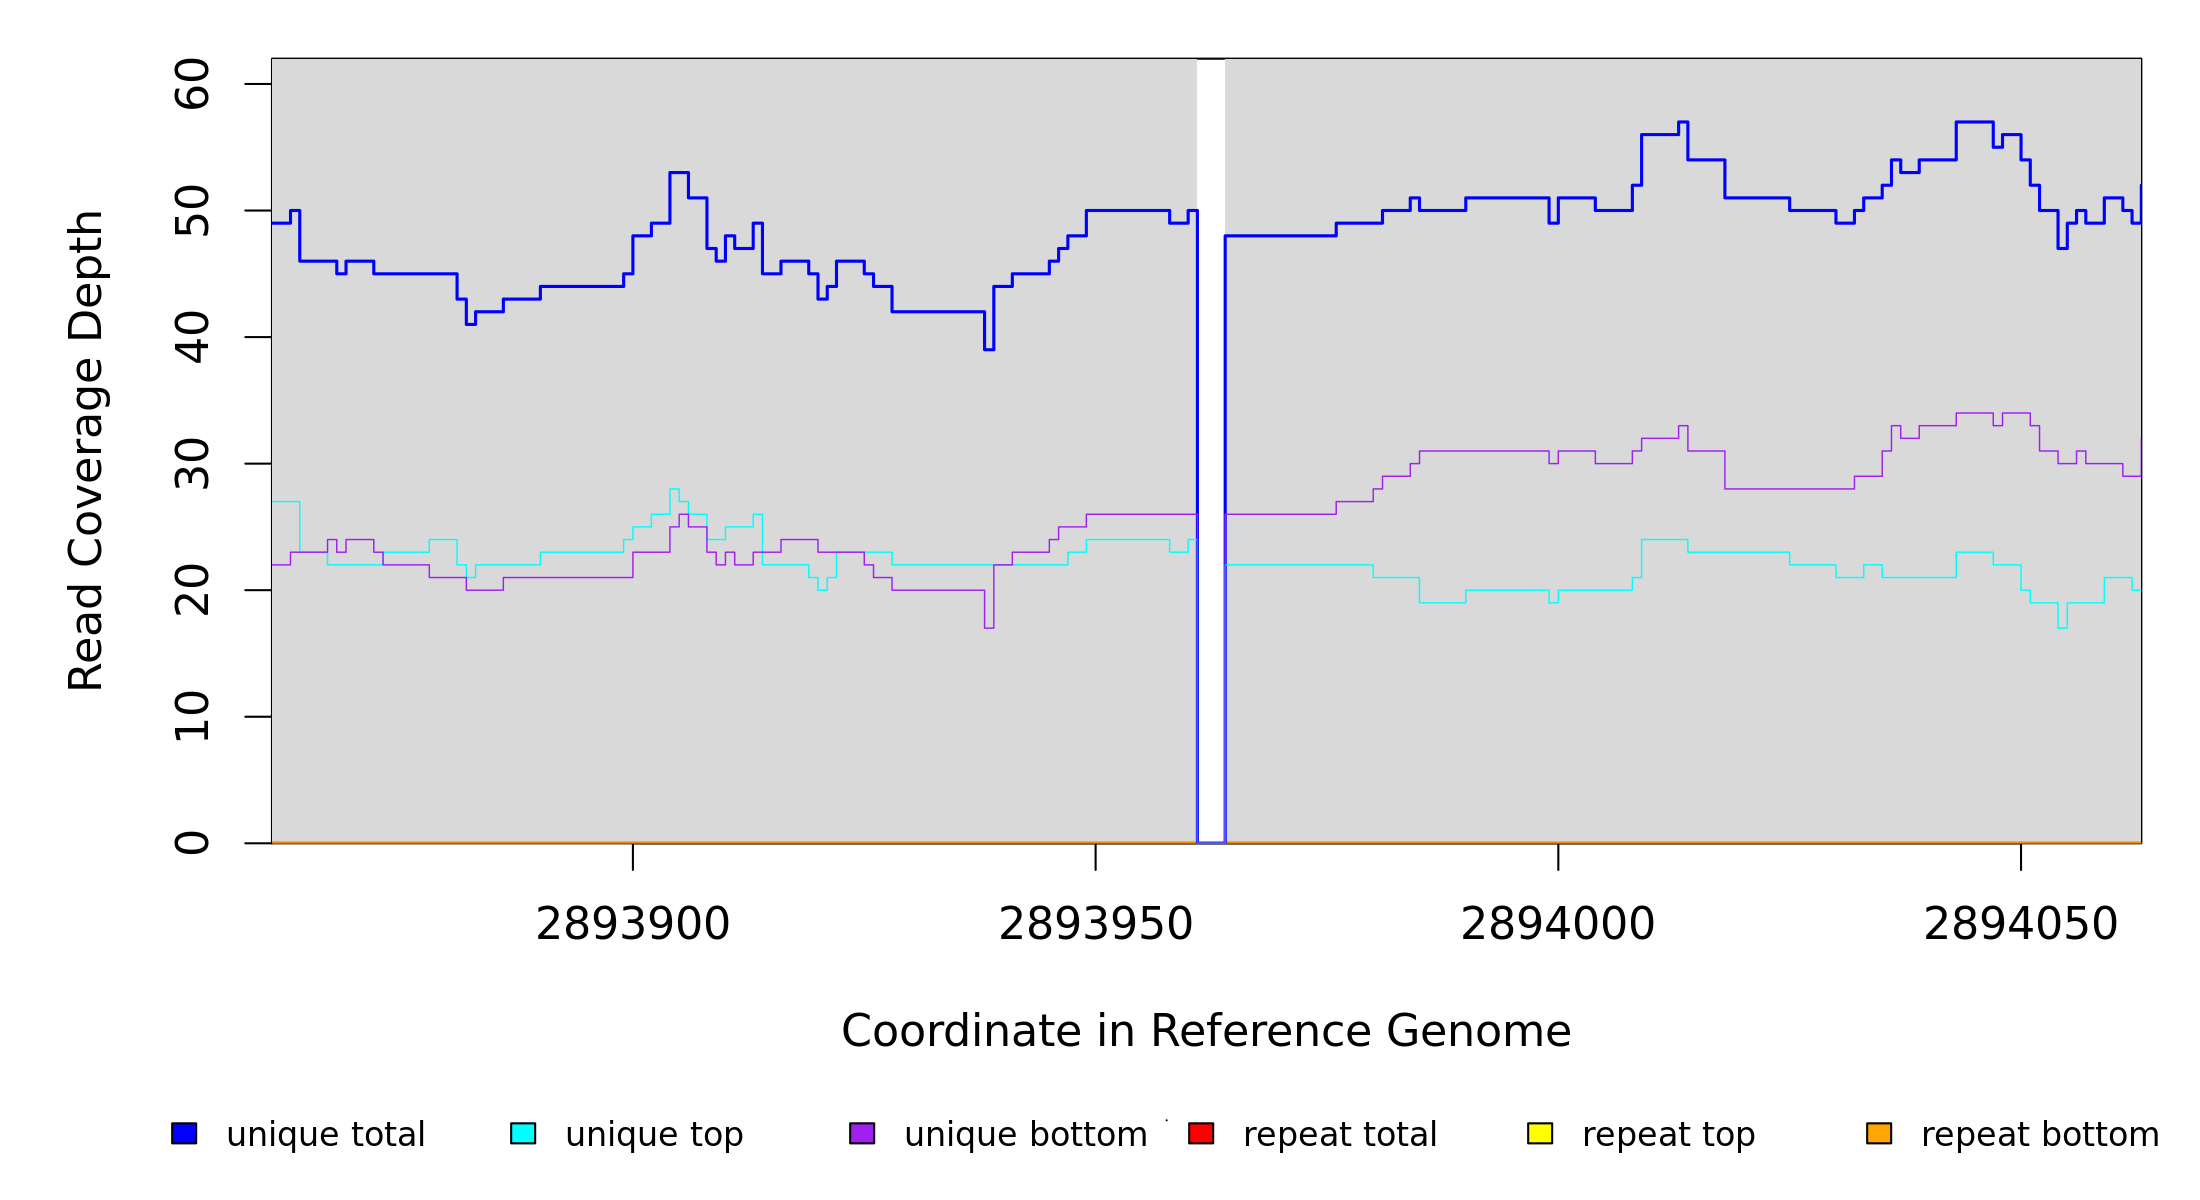 60
50
40
30
20
10
0
Read Coverage Depth
2893900 2893950 2894000 2894050
Coordinate in Reference Genome
unique total unique top unique bottom repeat total repeat top repeat bottom